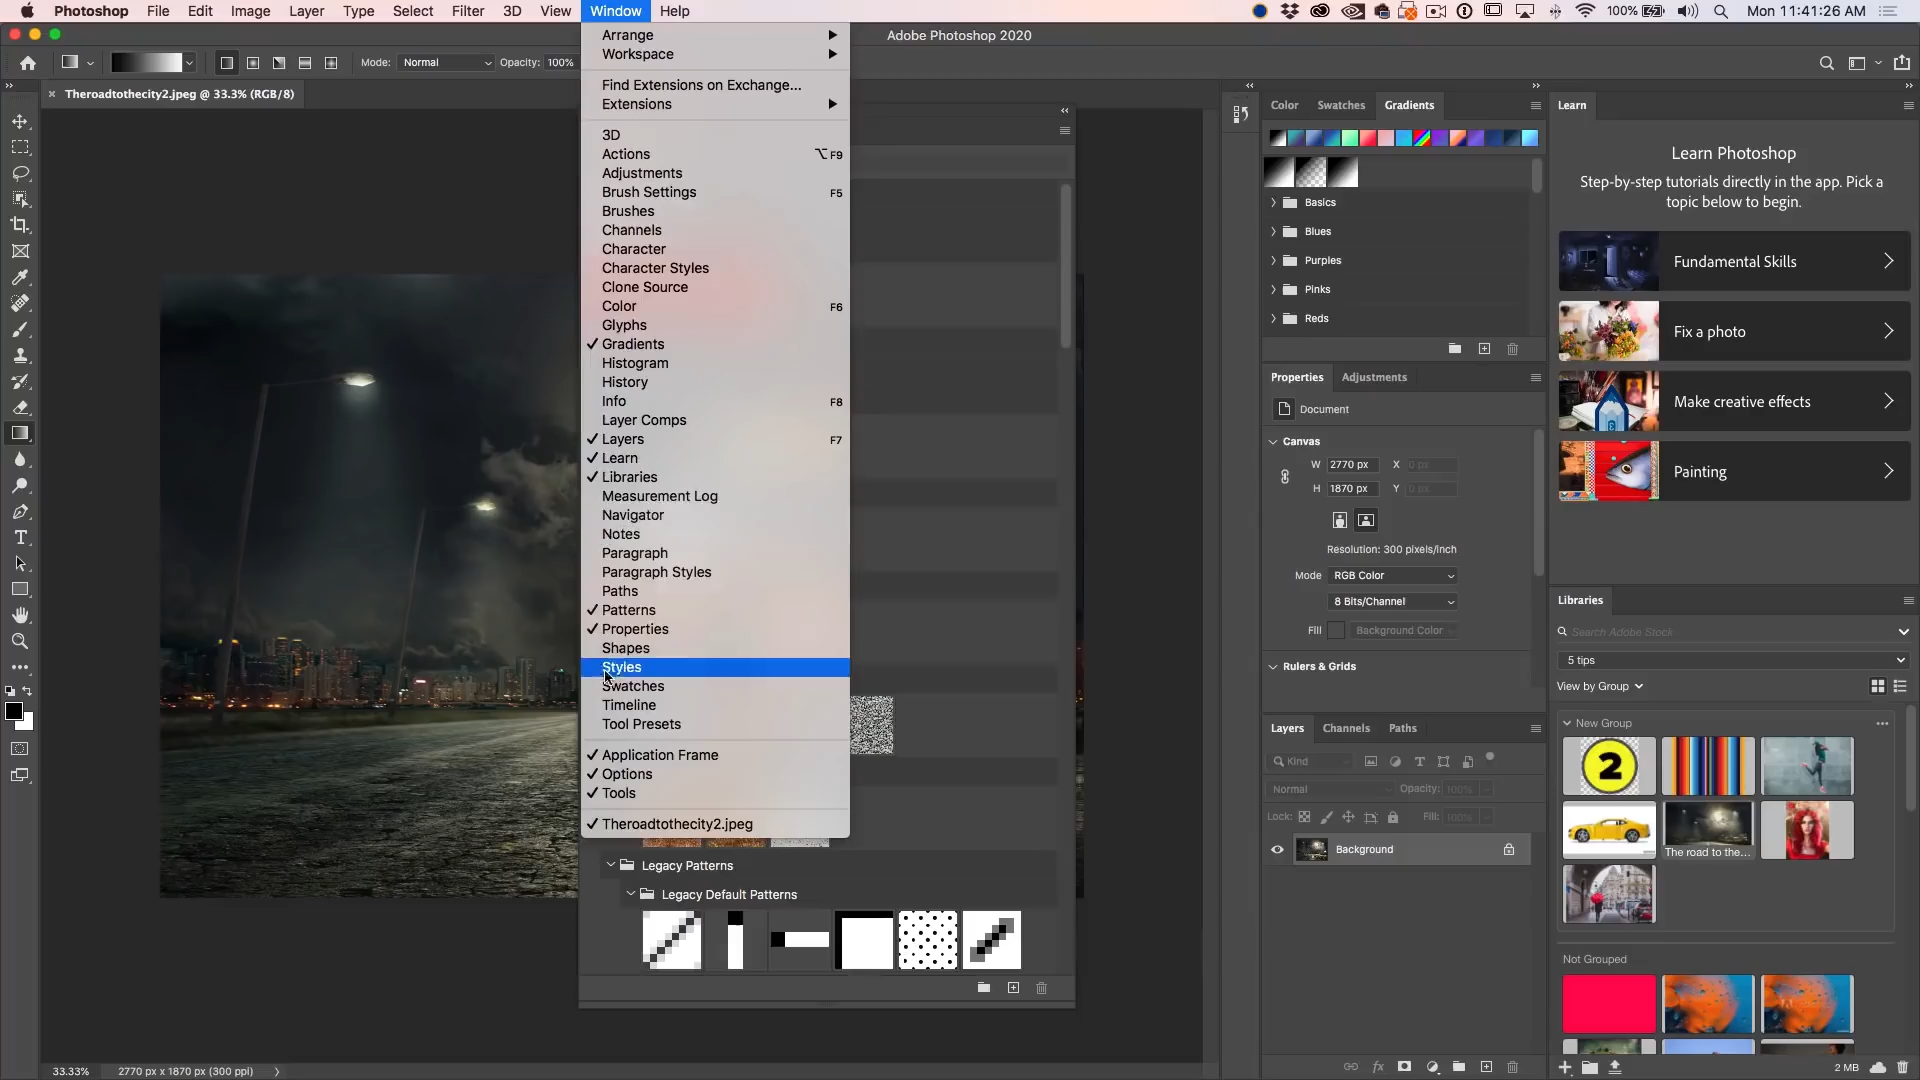 Photoshop File Edit Image Layer Type Select Filter 3D View Window Help 100% Mon 11:41:26 AM
Adobe Photoshop 2020
Mode: Normal Opacity: 100%
Theroadtothecity2.jpeg @ 33.3% (RGB/8)
Arrange
Workspace
Find Extensions on Exchange...
Extensions
3D
Actions ⌥F9
Adjustments
Brush Settings F5
Brushes
Channels
Character
Character Styles
Clone Source
Color F6
Glyphs
✓ Gradients
Histogram
History
Info F8
Layer Comps
✓ Layers F7
✓ Learn
✓ Libraries
Measurement Log
Navigator
Notes
Paragraph
Paragraph Styles
Paths
✓ Patterns
✓ Properties
Shapes
Styles
Swatches
Timeline
Tool Presets
✓ Application Frame
✓ Options
✓ Tools
✓ Theroadtothecity2.jpeg
Legacy Patterns
Legacy Default Patterns
Color Swatches Gradients
Basics
Blues
Purples
Pinks
Reds
Properties Adjustments
Document
Canvas
W 2770 px X 0 px
H 1870 px Y 0 px
Resolution: 300 pixels/inch
Mode RGB Color
8 Bits/Channel
Fill Background Color
Rulers & Grids
Layers Channels Paths
Kind
Normal Opacity: 100%
Lock: Fill: 100%
Background
fx
Learn
Learn Photoshop
Step-by-step tutorials directly in the app. Pick a
topic below to begin.
Fundamental Skills
Fix a photo
Make creative effects
Painting
Libraries
Search Adobe Stock
5 tips
View by Group
New Group
2
The road to the...
Not Grouped
2 MB
33.33% 2770 px x 1870 px (300 ppi)